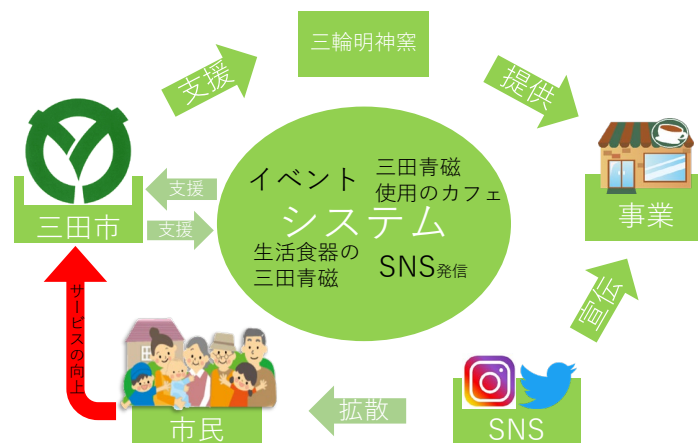 三輪明神窯
支援
提供
イベント
三田青磁
使用のカフェ
システム
生活食器の
三田青磁
SNS発信
支援
支援
三田市
事業
サービスの向上
宣伝
市民
拡散
SNS